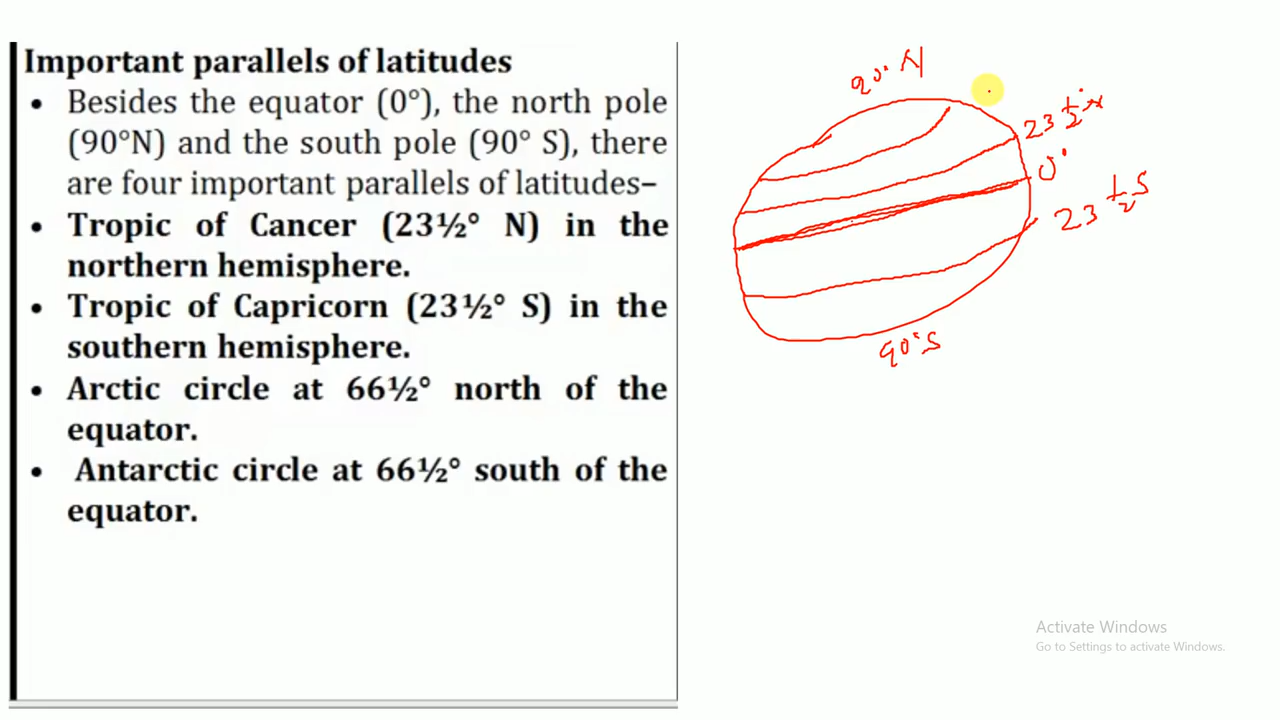 Important parallels of latitudes
• Besides the equator (0°), the north pole
(90°N) and the south pole (90° S), there
are four important parallels of latitudes–
• Tropic of Cancer (23½° N) in the
northern hemisphere.
• Tropic of Capricorn (23½° S) in the
southern hemisphere.
• Arctic circle at 66½° north of the
equator.
• Antarctic circle at 66½° south of the
equator.
90° N
23 ½° N
0°
23 ½ S
90°S
Activate Windows
Go to Settings to activate Windows.